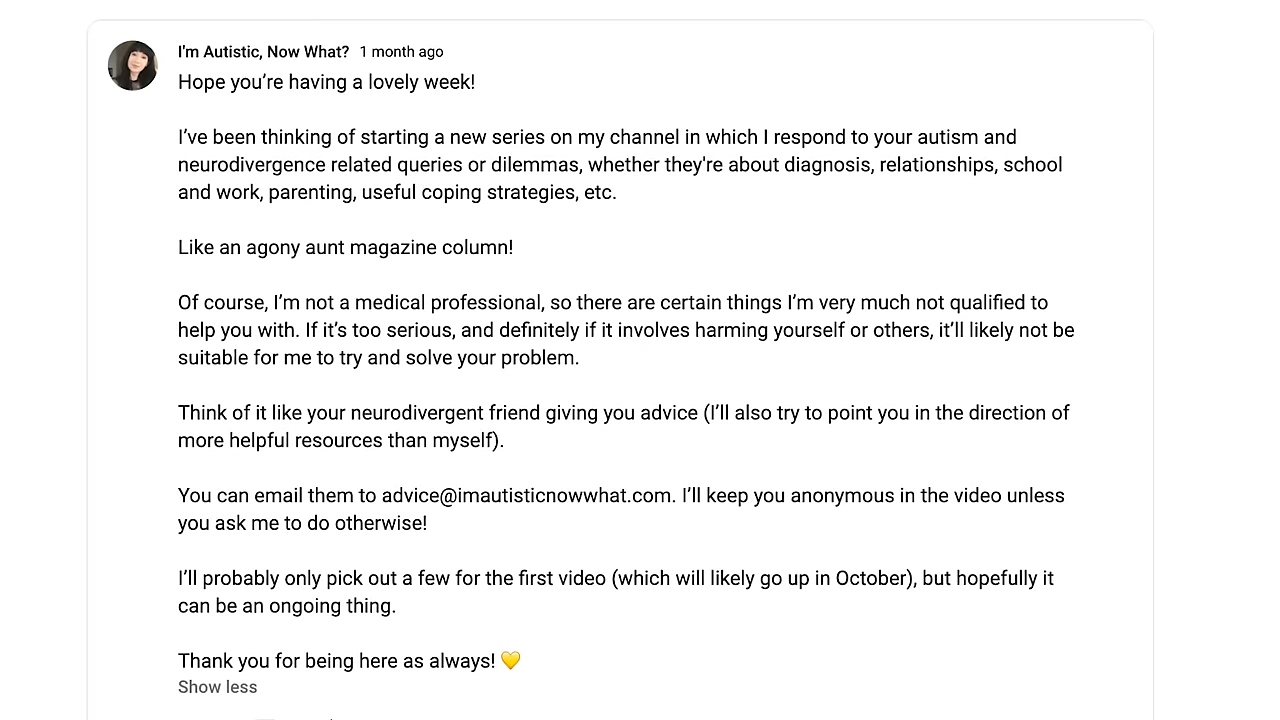 I'm Autistic, Now What? 1 month ago
Hope you’re having a lovely week!
I’ve been thinking of starting a new series on my channel in which I respond to your autism and
neurodivergence related queries or dilemmas, whether they're about diagnosis, relationships, school
and work, parenting, useful coping strategies, etc.
Like an agony aunt magazine column!
Of course, I’m not a medical professional, so there are certain things I’m very much not qualified to
help you with. If it’s too serious, and definitely if it involves harming yourself or others, it’ll likely not be
suitable for me to try and solve your problem.
Think of it like your neurodivergent friend giving you advice (I’ll also try to point you in the direction of
more helpful resources than myself).
You can email them to advice@imautisticnowwhat.com. I’ll keep you anonymous in the video unless
you ask me to do otherwise!
I’ll probably only pick out a few for the first video (which will likely go up in October), but hopefully it
can be an ongoing thing.
Thank you for being here as always! 💛
Show less